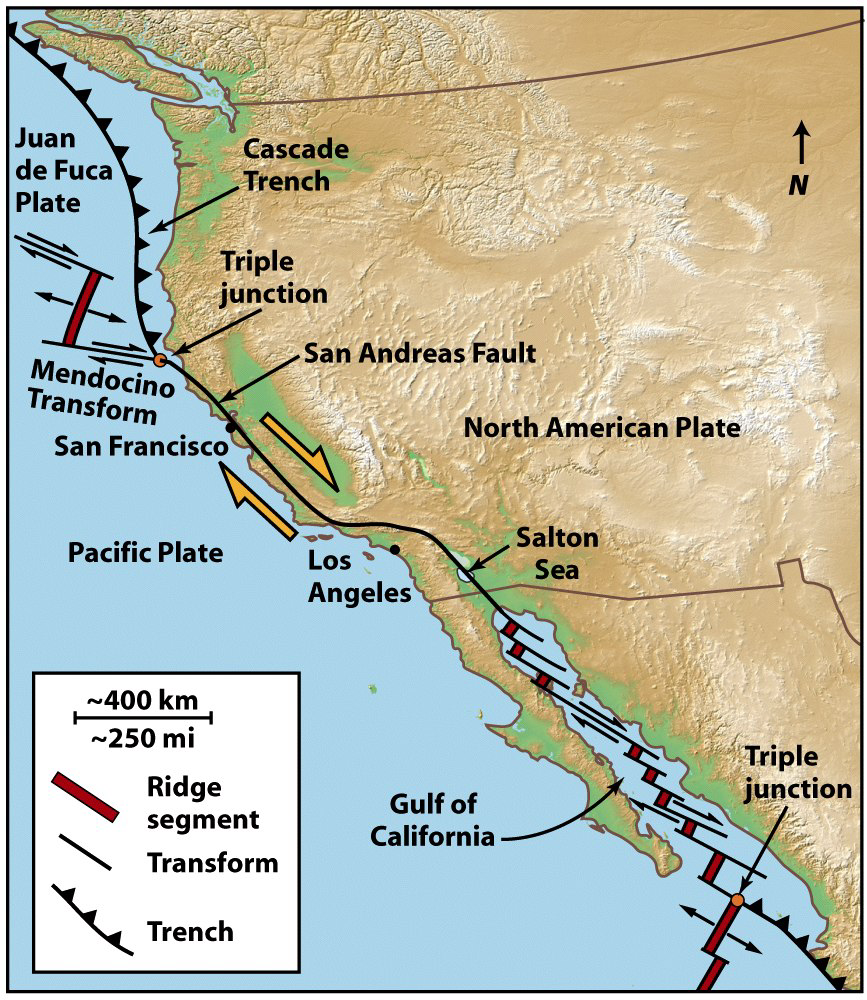 Juan
de Fuca
Plate
Cascade
Trench
N
Triple
junction
San Andreas Fault
Mendocino
Transform
San Francisco
North American Plate
Pacific Plate
Los
Angeles
Salton
Sea
~400 km
~250 mi
Ridge
segment
Transform
Trench
Gulf of
California
Triple
junction